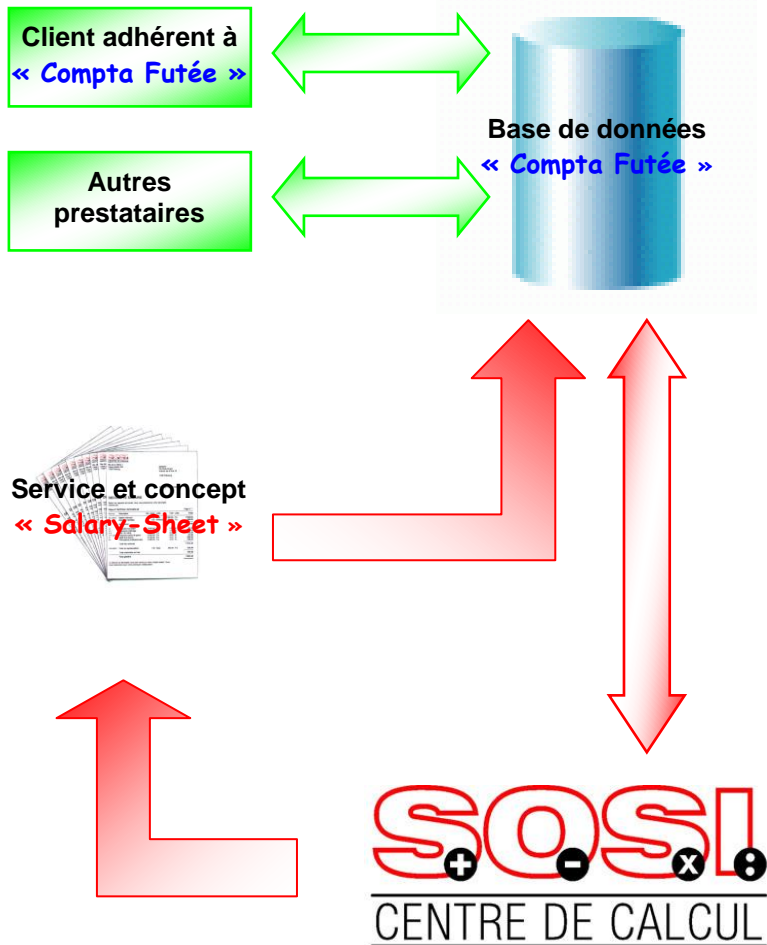 Client adhérent à
« Compta Futée »
Base de données
« Compta Futée »
Autres
prestataires
Service et concept
« Salary-Sheet »
SOSI
+ - x :
CENTRE DE CALCUL